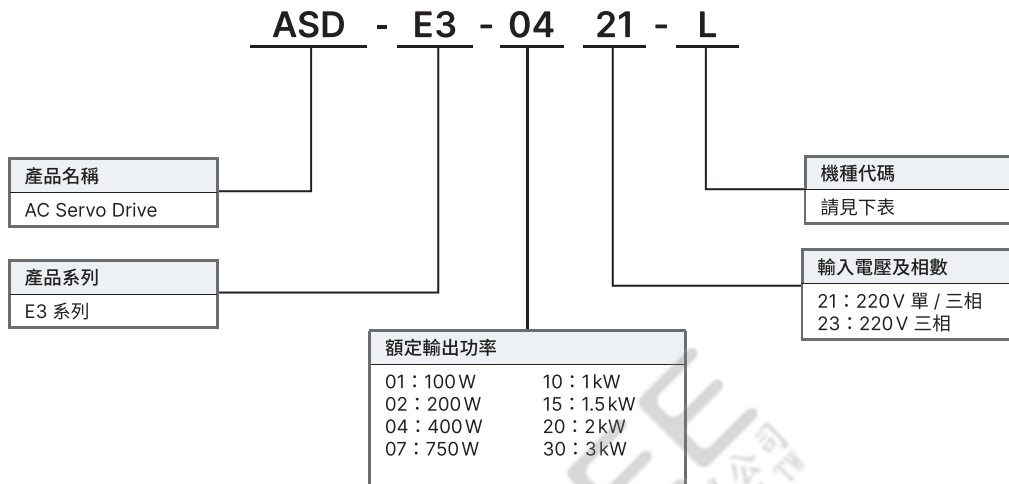 ASD - E3 - 04 21 - L
產品名稱
AC Servo Drive
產品系列
E3 系列
額定輸出功率
01：100W 10：1kW
02：200W 15：1.5kW
04：400W 20：2kW
07：750W 30：3kW
機種代碼
請見下表
輸入電壓及相數
21：220V 單 / 三相
23：220V 三相
公司
TW